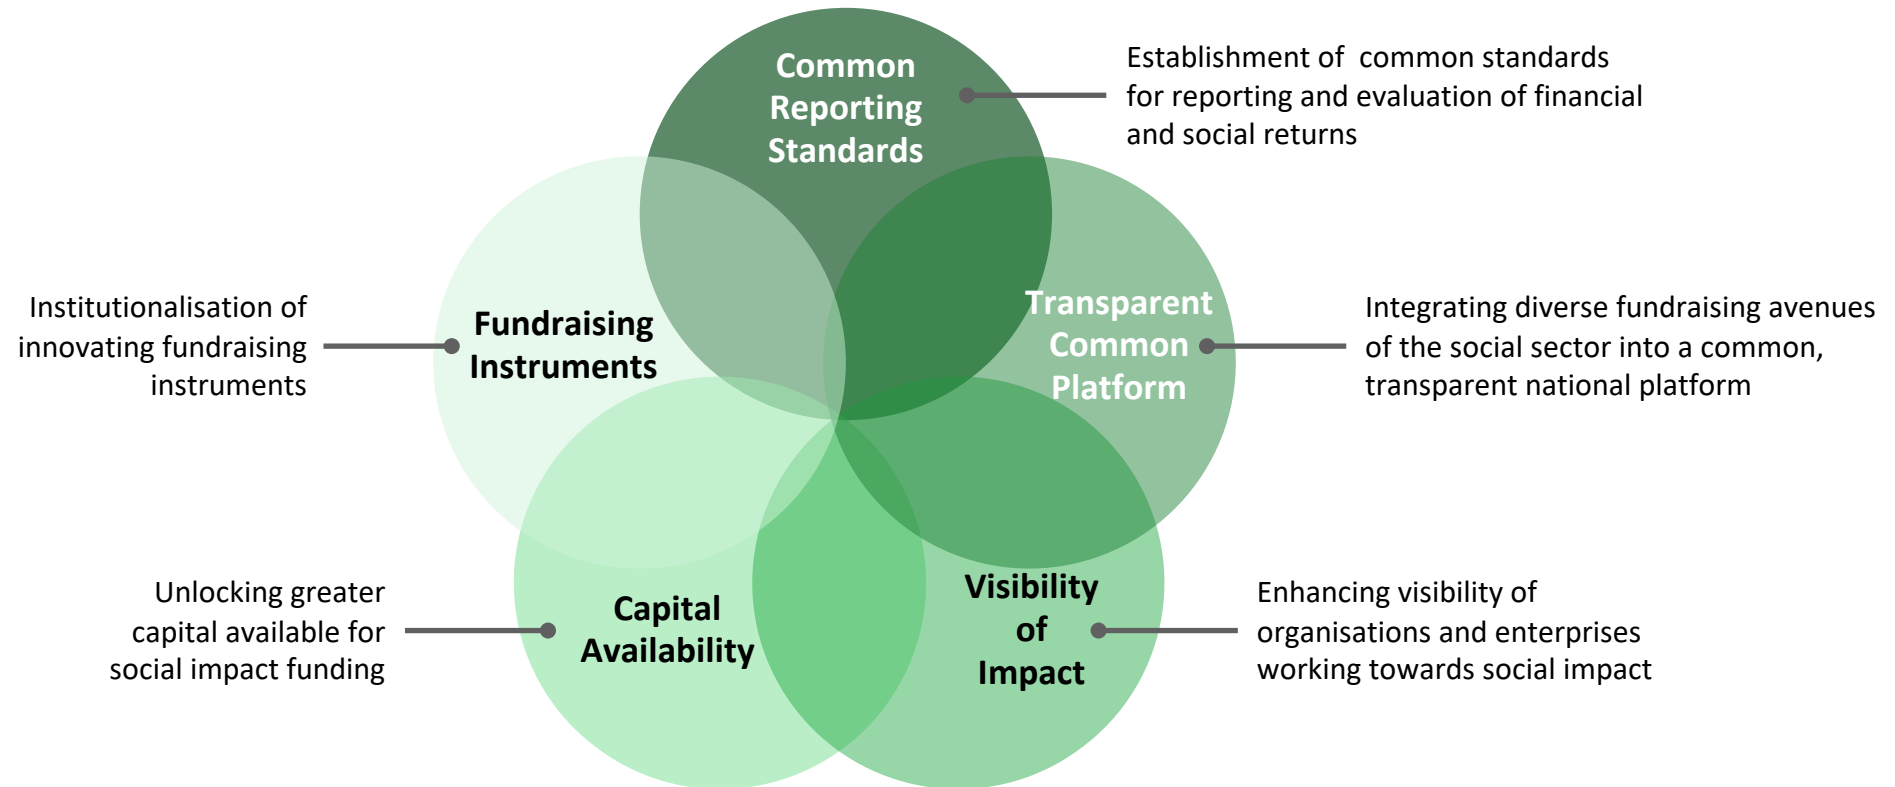 Common
Reporting
Standards
Establishment of common standards
for reporting and evaluation of financial
and social returns
Transparent
Common
Platform
Integrating diverse fundraising avenues
of the social sector into a common,
transparent national platform
Visibility
of
Impact
Enhancing visibility of
organisations and enterprises
working towards social impact
Capital
Availability
Unlocking greater
capital available for
social impact funding
Fundraising
Instruments
Institutionalisation of
innovating fundraising
instruments